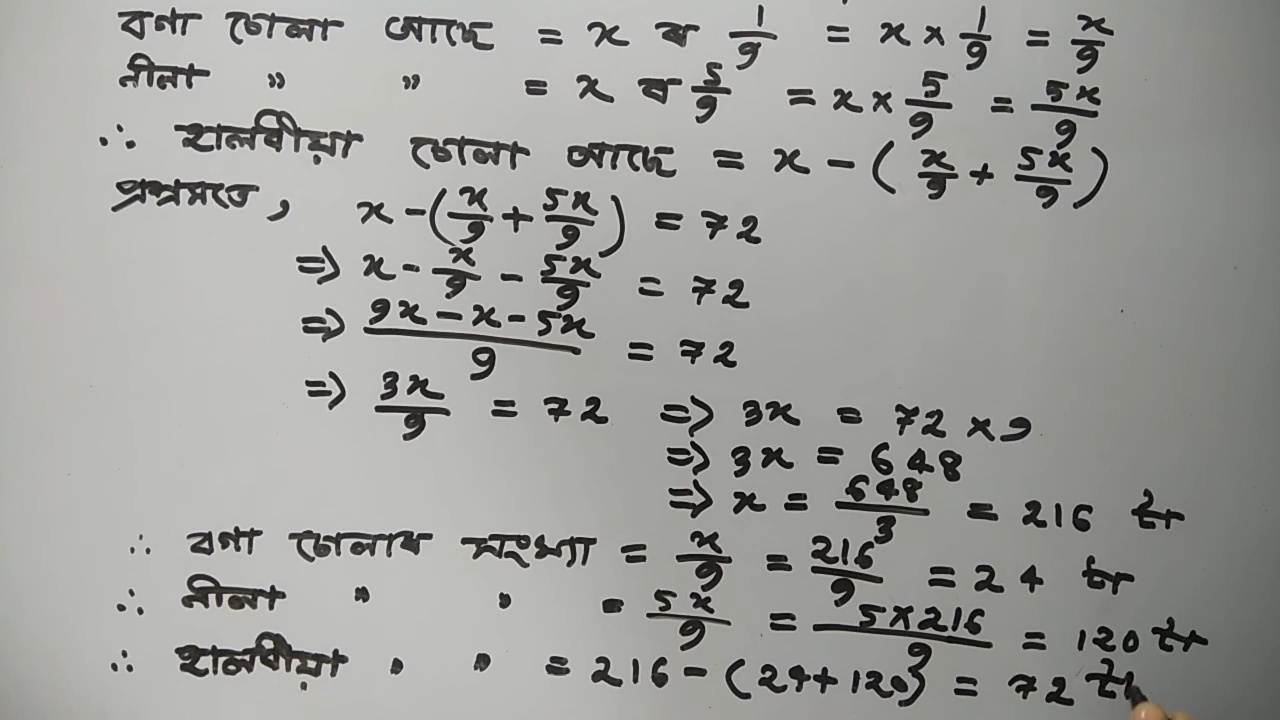 ৰঙা ঢোলা আছে = x ৰ 1/9 = x × 1/9 = x/9
নীলা " " = x ৰ 5/9 = x × 5/9 = 5x/9
∴ হালধীয়া ঢোলা আছে = x - (x/9 + 5x/9)
প্ৰশ্নমতে, x - (x/9 + 5x/9) = 72
=> x - x/9 - 5x/9 = 72
=> (9x - x - 5x)/9 = 72
=> 3x/9 = 72 => 3x = 72 × 9
=> 3x = 648
=> x = 648/3 = 216 টা
∴ ৰঙা ঢোলাৰ সংখ্যা = x/9 = 216/9 = 24 টা
∴ নীলা " " = 5x/9 = 5×216/9 = 120 টা
∴ হালধীয়া " " = 216 - (24 + 120) = 72 টা